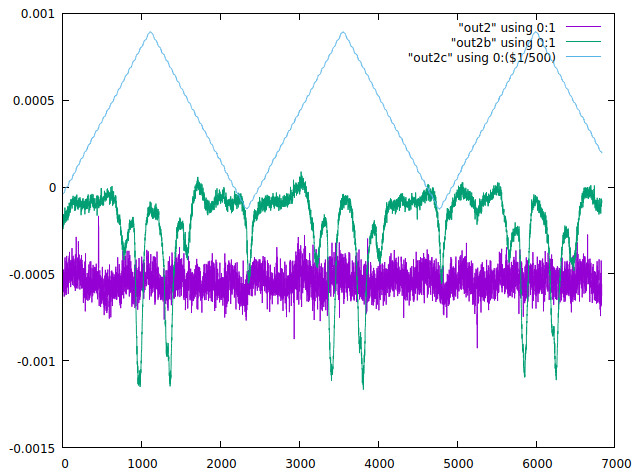 0.001
"out2" using 0:1
"out2b" using 0:1
"out2c" using 0:($1/500)
0.0005
0
-0.0005
-0.001
-0.0015
0 1000 2000 3000 4000 5000 6000 7000